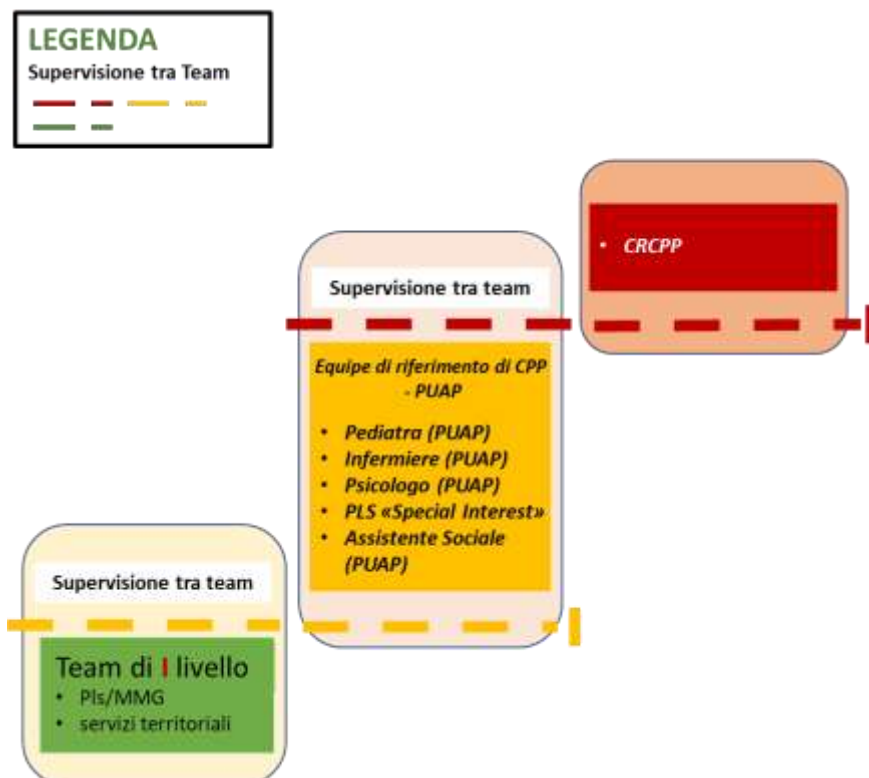 LEGENDA
Supervisione tra Team
• CRCPP
Supervisione tra team
Equipe di riferimento di CPP
- PUAP
• Pediatra (PUAP)
• Infermiere (PUAP)
• Psicologo (PUAP)
• PLS «Special Interest»
• Assistente Sociale
(PUAP)
Supervisione tra team
Team di I livello
• Pls/MMG
• servizi territoriali